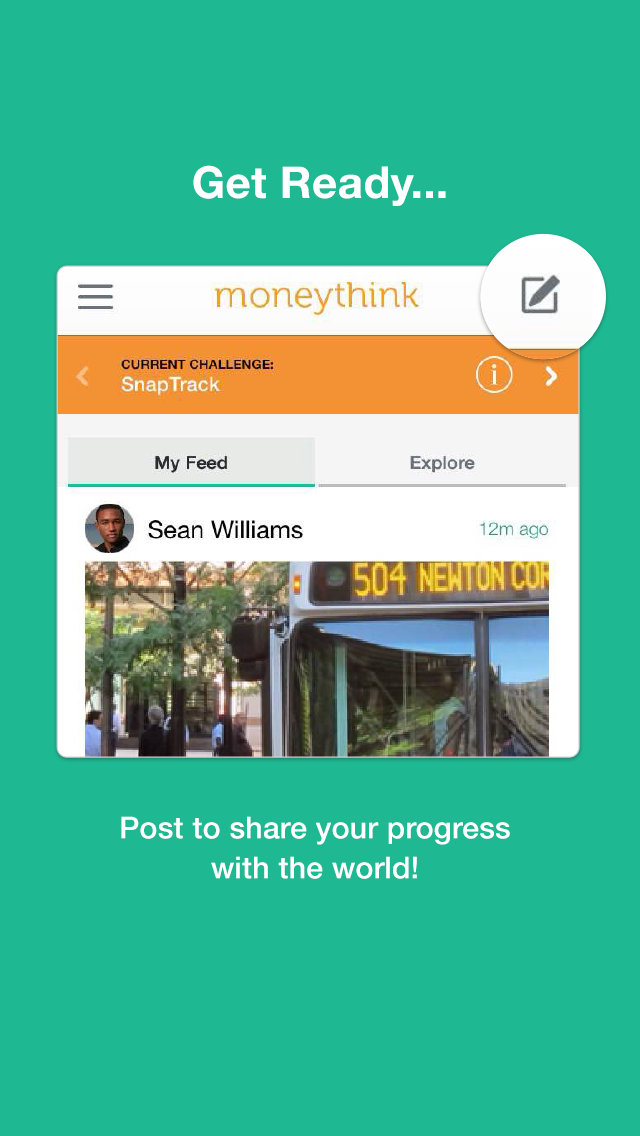 Get Ready...
moneythink
CURRENT CHALLENGE:
SnapTrack
My Feed
Explore
Sean Williams
12m ago
504 NEWTON COR
Post to share your progress
with the world!